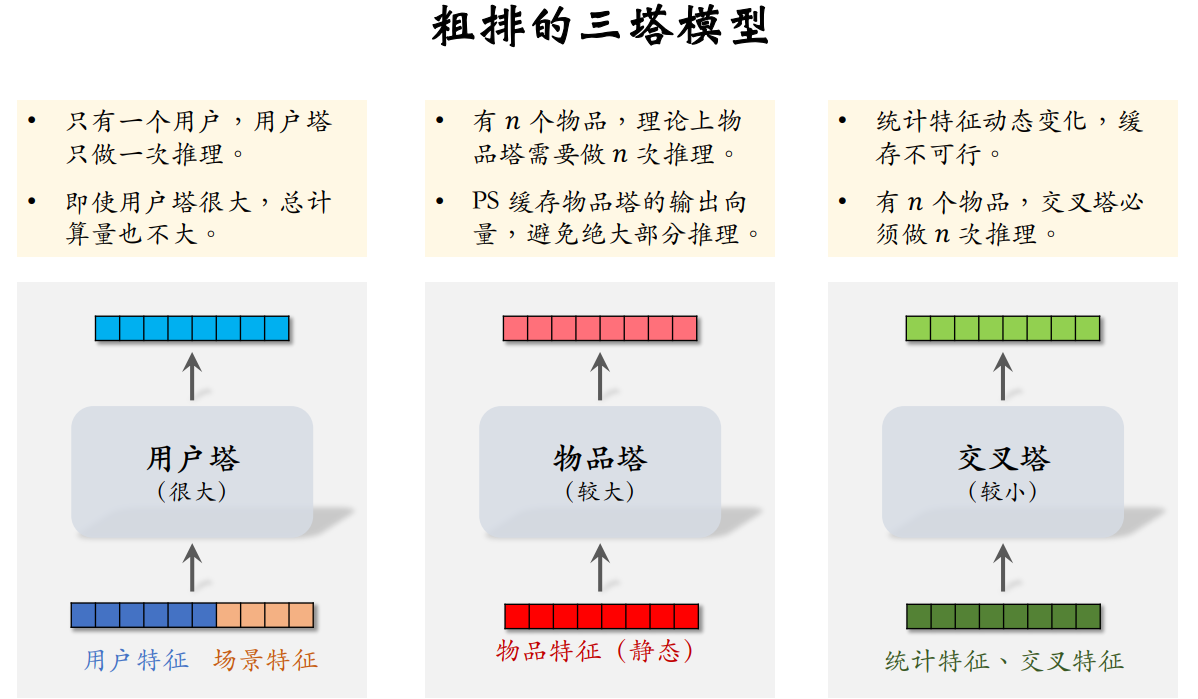 粗排的三塔模型
• 只有一个用户，用户塔
只做一次推理。
• 即使用户塔很大，总计
算量也不大。
• 有 n 个物品，理论上物
品塔需要做 n 次推理。
• PS 缓存物品塔的输出向
量，避免绝大部分推理。
• 统计特征动态变化，缓
存不可行。
• 有 n 个物品，交叉塔必
须做 n 次推理。
用户塔
（很大）
用户特征 场景特征
物品塔
（较大）
物品特征（静态）
交叉塔
（较小）
统计特征、交叉特征